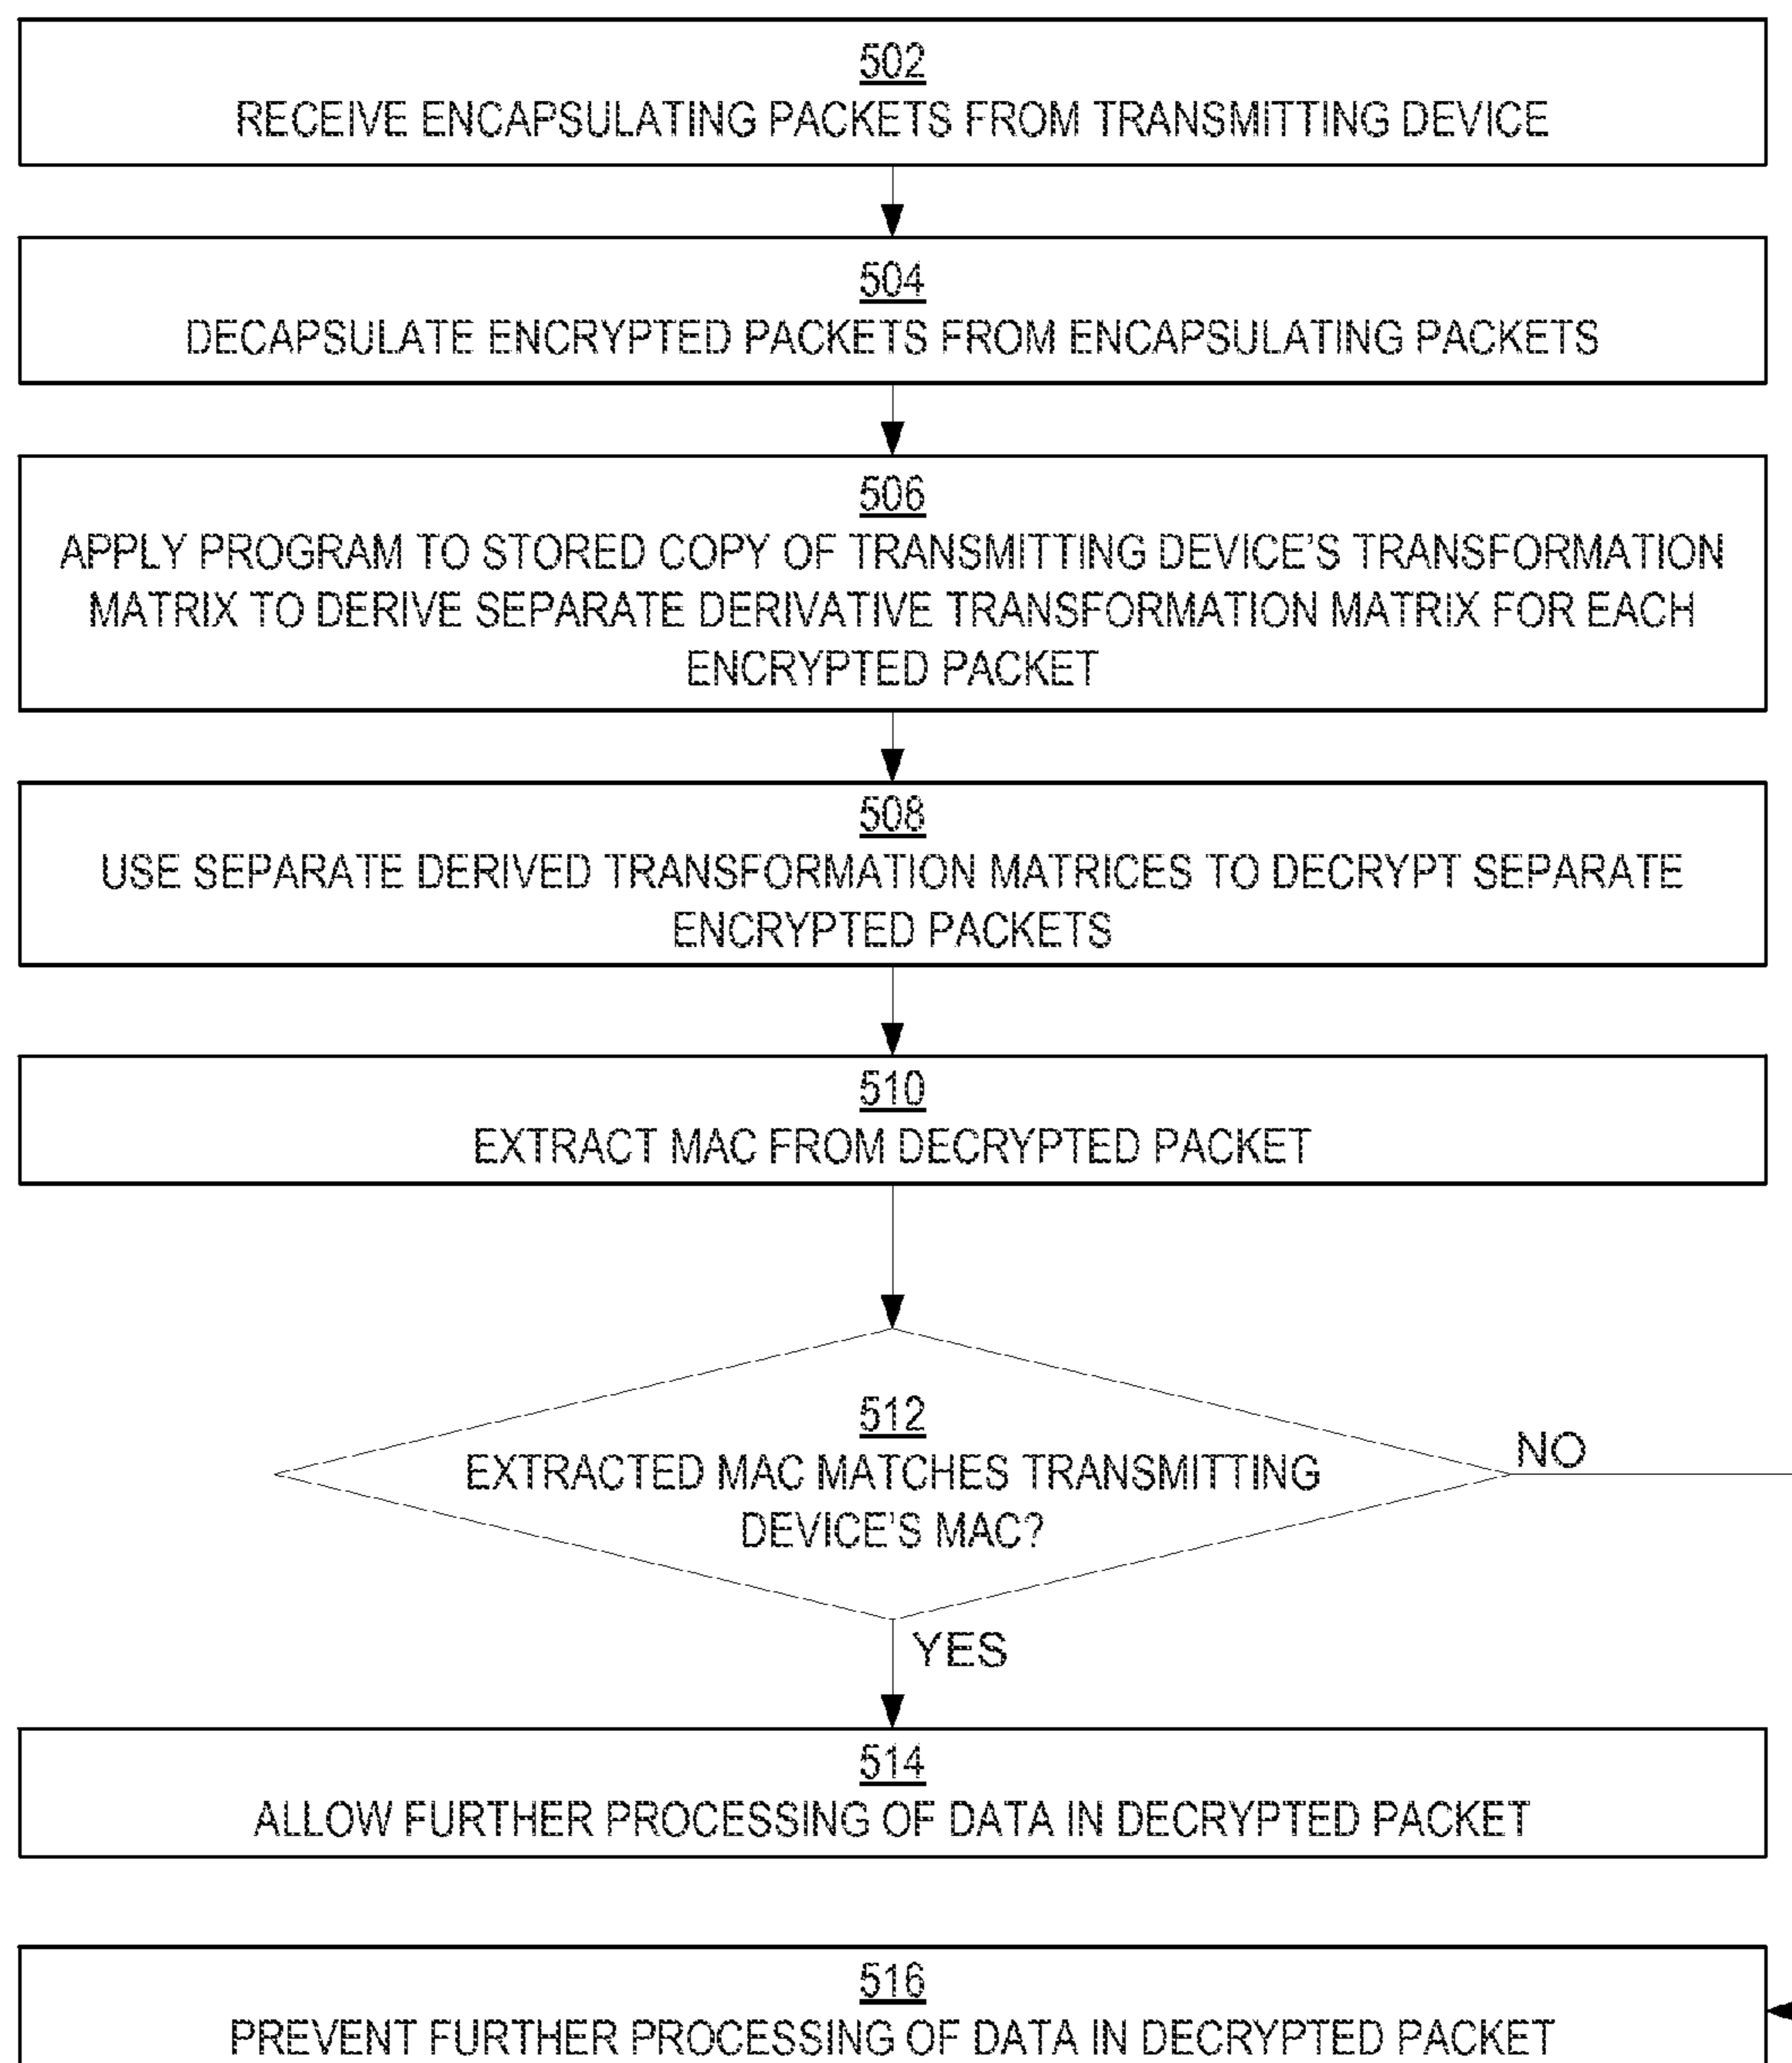 502
RECEIVE ENCAPSULATING PACKETS FROM TRANSMITTING DEVICE
504
DECAPSULATE ENCRYPTED PACKETS FROM ENCAPSULATING PACKETS
506
APPLY PROGRAM TO STORED COPY OF TRANSMITTING DEVICE'S TRANSFORMATION
MATRIX TO DERIVE SEPARATE DERIVATIVE TRANSFORMATION MATRIX FOR EACH
ENCRYPTED PACKET
508
USE SEPARATE DERIVED TRANSFORMATION MATRICES TO DECRYPT SEPARATE
ENCRYPTED PACKETS
510
EXTRACT MAC FROM DECRYPTED PACKET
512
EXTRACTED MAC MATCHES TRANSMITTING
DEVICE'S MAC?
NO
YES
514
ALLOW FURTHER PROCESSING OF DATA IN DECRYPTED PACKET
516
PREVENT FURTHER PROCESSING OF DATA IN DECRYPTED PACKET